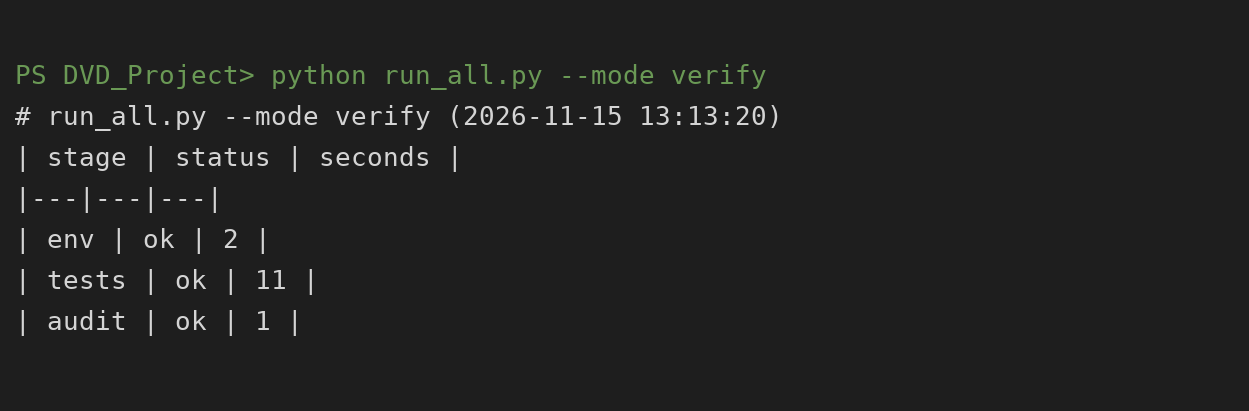 PS DVD_Project> python run_all.py --mode verify
# run_all.py --mode verify (2026-11-15 13:13:20)
| stage | status | seconds |
|---|---|---|
| env | ok | 2 |
| tests | ok | 11 |
| audit | ok | 1 |